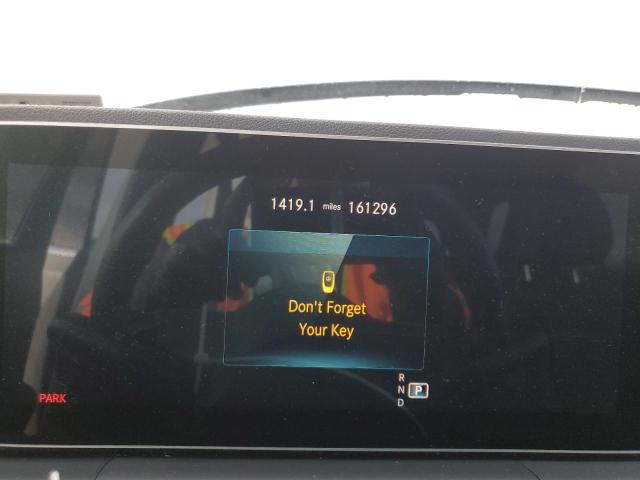 1419.1 miles 161296
Don't Forget
Your Key
R
N P
D
PARK